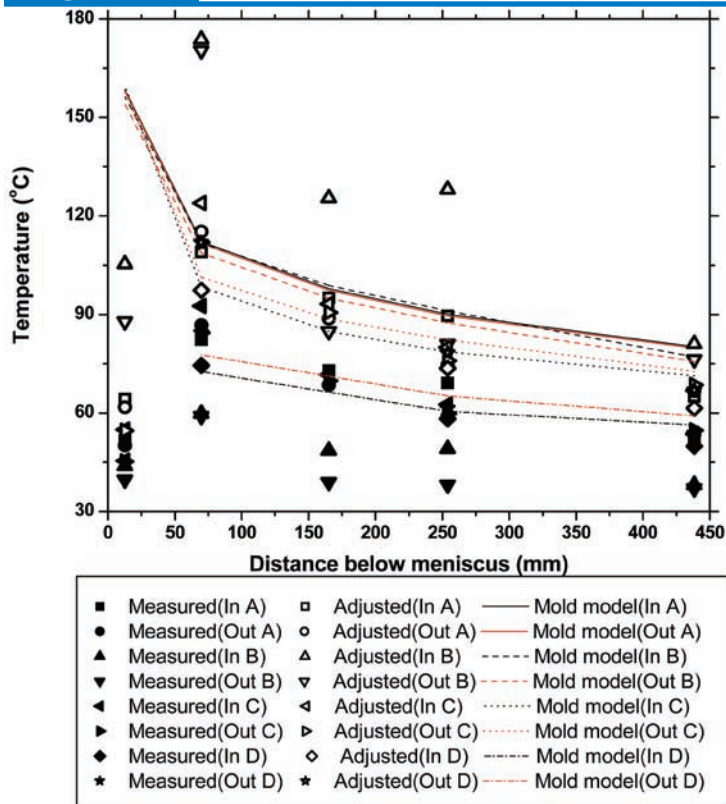 180
150
120
90
60
30
Temperature (°C)
0 50 100 150 200 250 300 350 400 450
Distance below meniscus (mm)
Measured(In A) Adjusted(In A) Mold model(In A)
Measured(Out A) Adjusted(Out A) Mold model(Out A)
Measured(In B) Adjusted(In B) Mold model(In B)
Measured(Out B) Adjusted(Out B) Mold model(Out B)
Measured(In C) Adjusted(In C) Mold model(In C)
Measured(Out C) Adjusted(Out C) Mold model(Out C)
Measured(In D) Adjusted(In D) Mold model(In D)
Measured(Out D) Adjusted(Out D) Mold model(Out D)